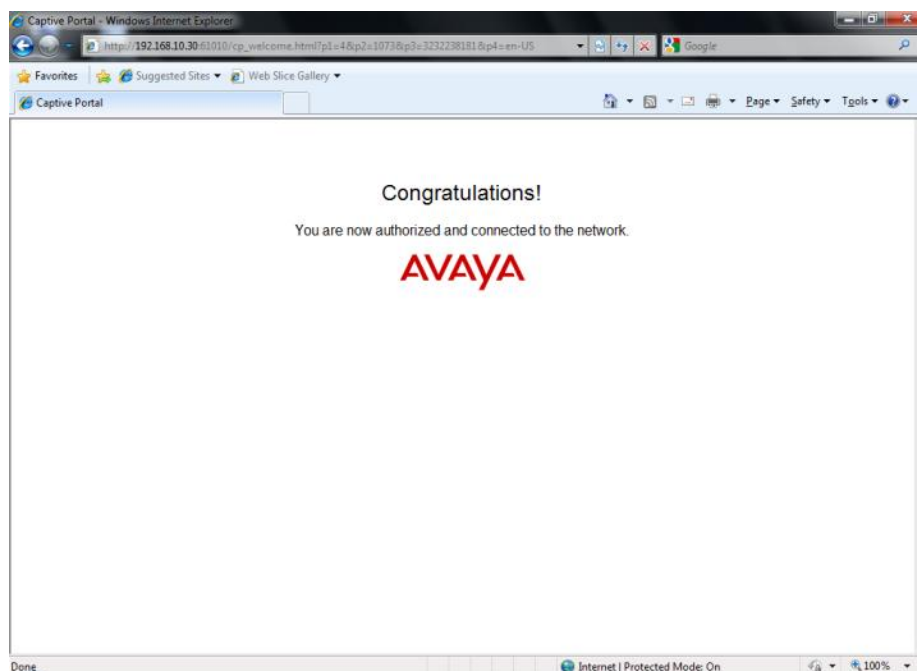 Captive Portal - Windows Internet Explorer
http://192.168.10.30:61010/cp_welcome.html?p1=4&p2=1073&p3=3232238181&p4=en-US
Google
Favorites
Suggested Sites
Web Slice Gallery
Captive Portal
Page
Safety
Tools
Congratulations!
You are now authorized and connected to the network.
AVAYA
Done
Internet | Protected Mode: On
100%